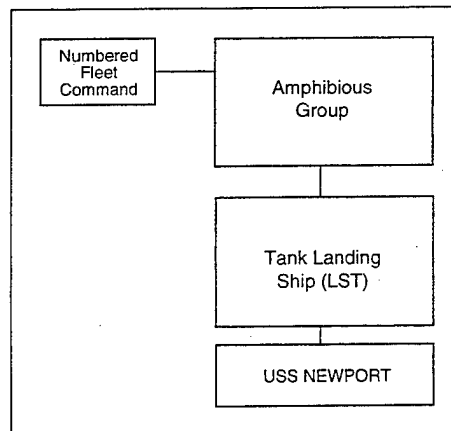 Numbered
Fleet
Command
Amphibious
Group
Tank Landing
Ship (LST)
USS NEWPORT